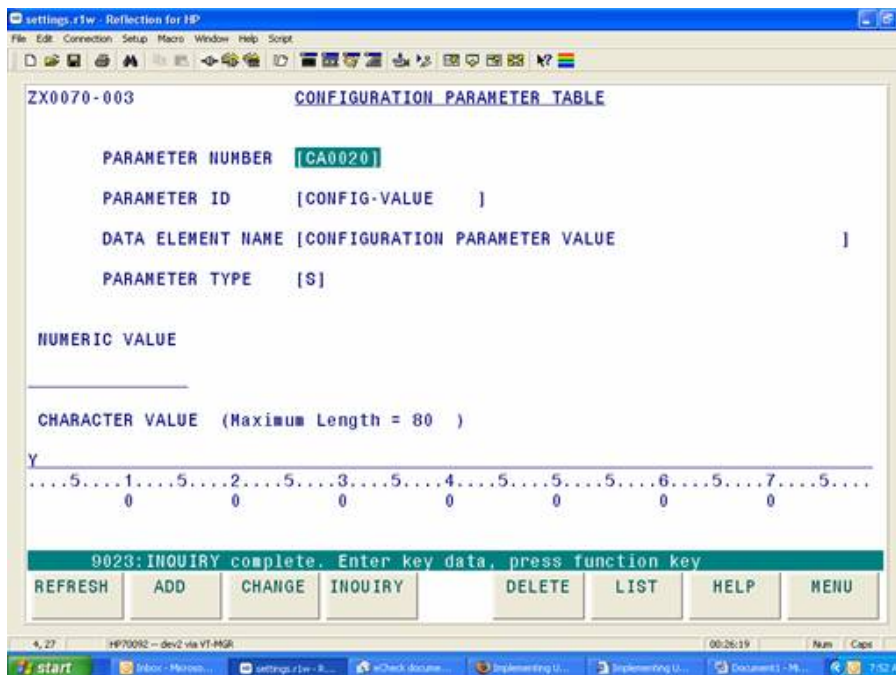 settings.r1w - Reflection for HP
File Edit Connection Setup Macro Window Help Script
ZX0070-003 CONFIGURATION PARAMETER TABLE
PARAMETER NUMBER [CA0020]
PARAMETER ID [CONFIG-VALUE ]
DATA ELEMENT NAME [CONFIGURATION PARAMETER VALUE ]
PARAMETER TYPE [S]
NUMERIC VALUE
CHARACTER VALUE (Maximum Length = 80 )
Y
....5....1....5....2....5....3....5....4....5....5....5....6....5....7....5....
0 0 0 0 0 0 0
9023:INQUIRY complete. Enter key data, press function key
REFRESH ADD CHANGE INQUIRY DELETE LIST HELP MENU
4, 27 HP70092 -- dev2 via VT-MGR 00:26:19 Num Caps
start Inbox - Microso... settings.r1w - R... eCheck docume... Implementing U... Implementing U... Document1 - Mi... 7:52 A